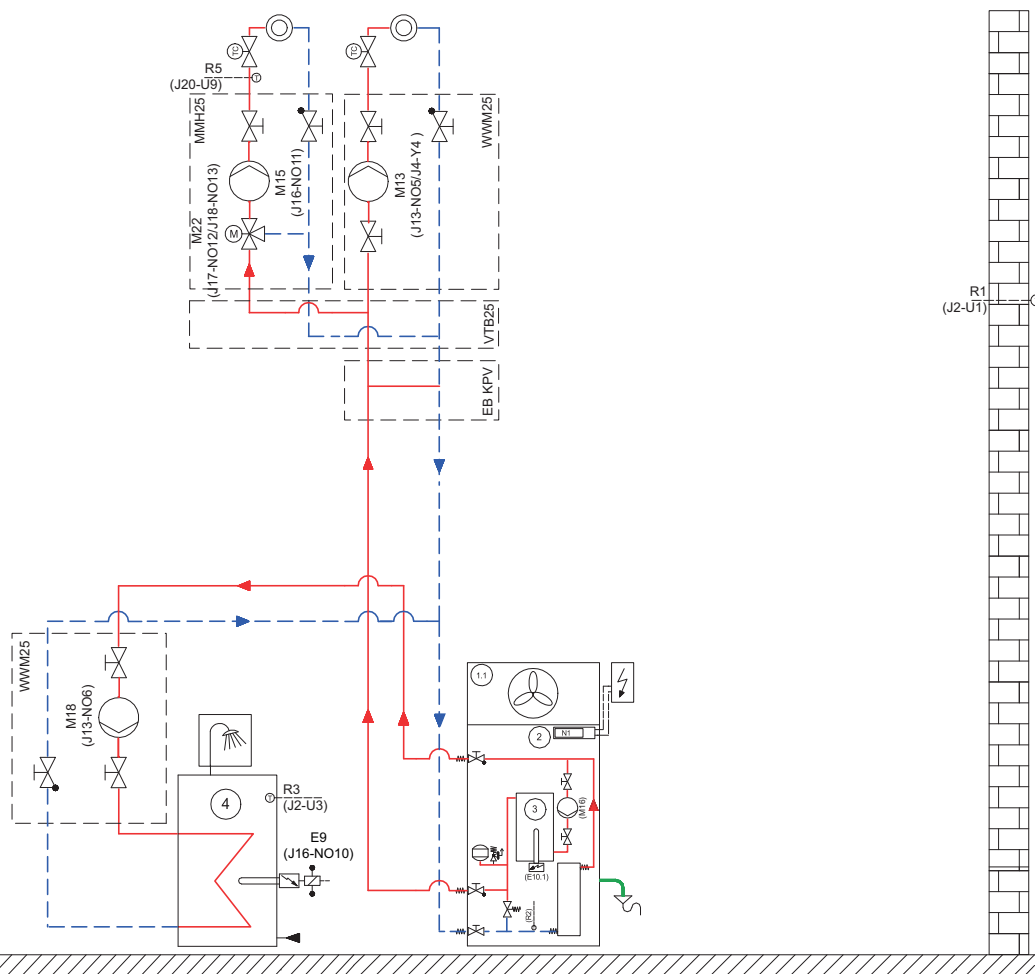 TC
TC
R5
(J20-U9)
MMH25
M15
(J16-NO11)
M22
(J17-NO12/J18-NO13)
M
WWM25
M13
(J13-NO5/J4-Y4 )
T
VTB25
EB KPV
R1
(J2-U1)
WWM25
M18
(J13-NO6)
4
T
R3
(J2-U3)
E9
(J16-NO10)
1.1
2
N1
3
(M16)
(E10.1)
(R2)